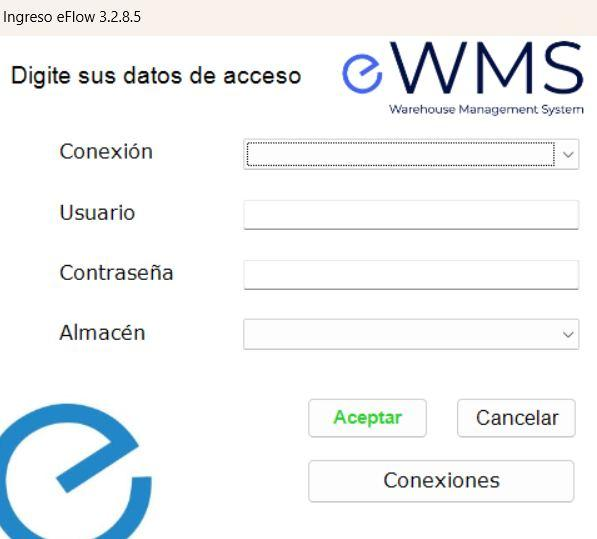 Ingreso eFlow 3.2.8.5
Digite sus datos de acceso
eWMS
Warehouse Management System
Conexión
Usuario
Contraseña
Almacén
Aceptar
Cancelar
Conexiones